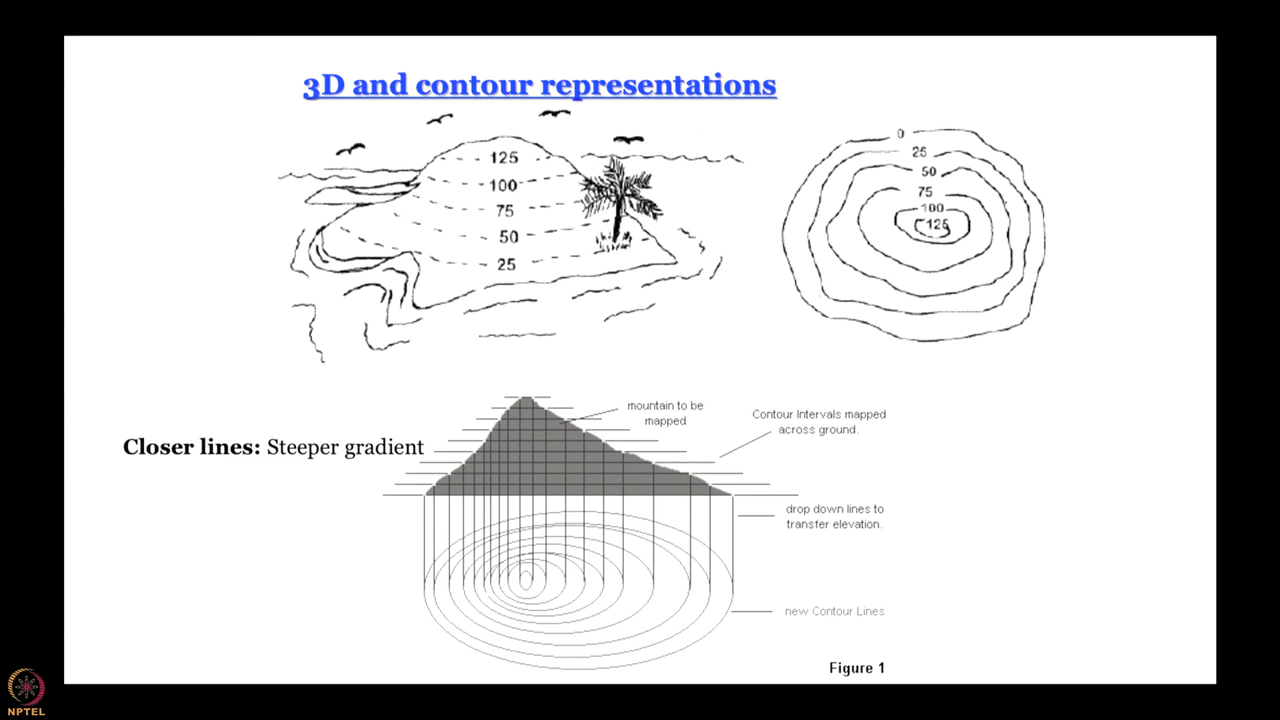 3D and contour representations
125
100
75
50
25
0
25
50
75
100
125
mountain to be
mapped
Contour Intervals mapped
across ground.
Closer lines: Steeper gradient
drop down lines to
transfer elevation.
new Contour Lines
Figure 1
NPTEL